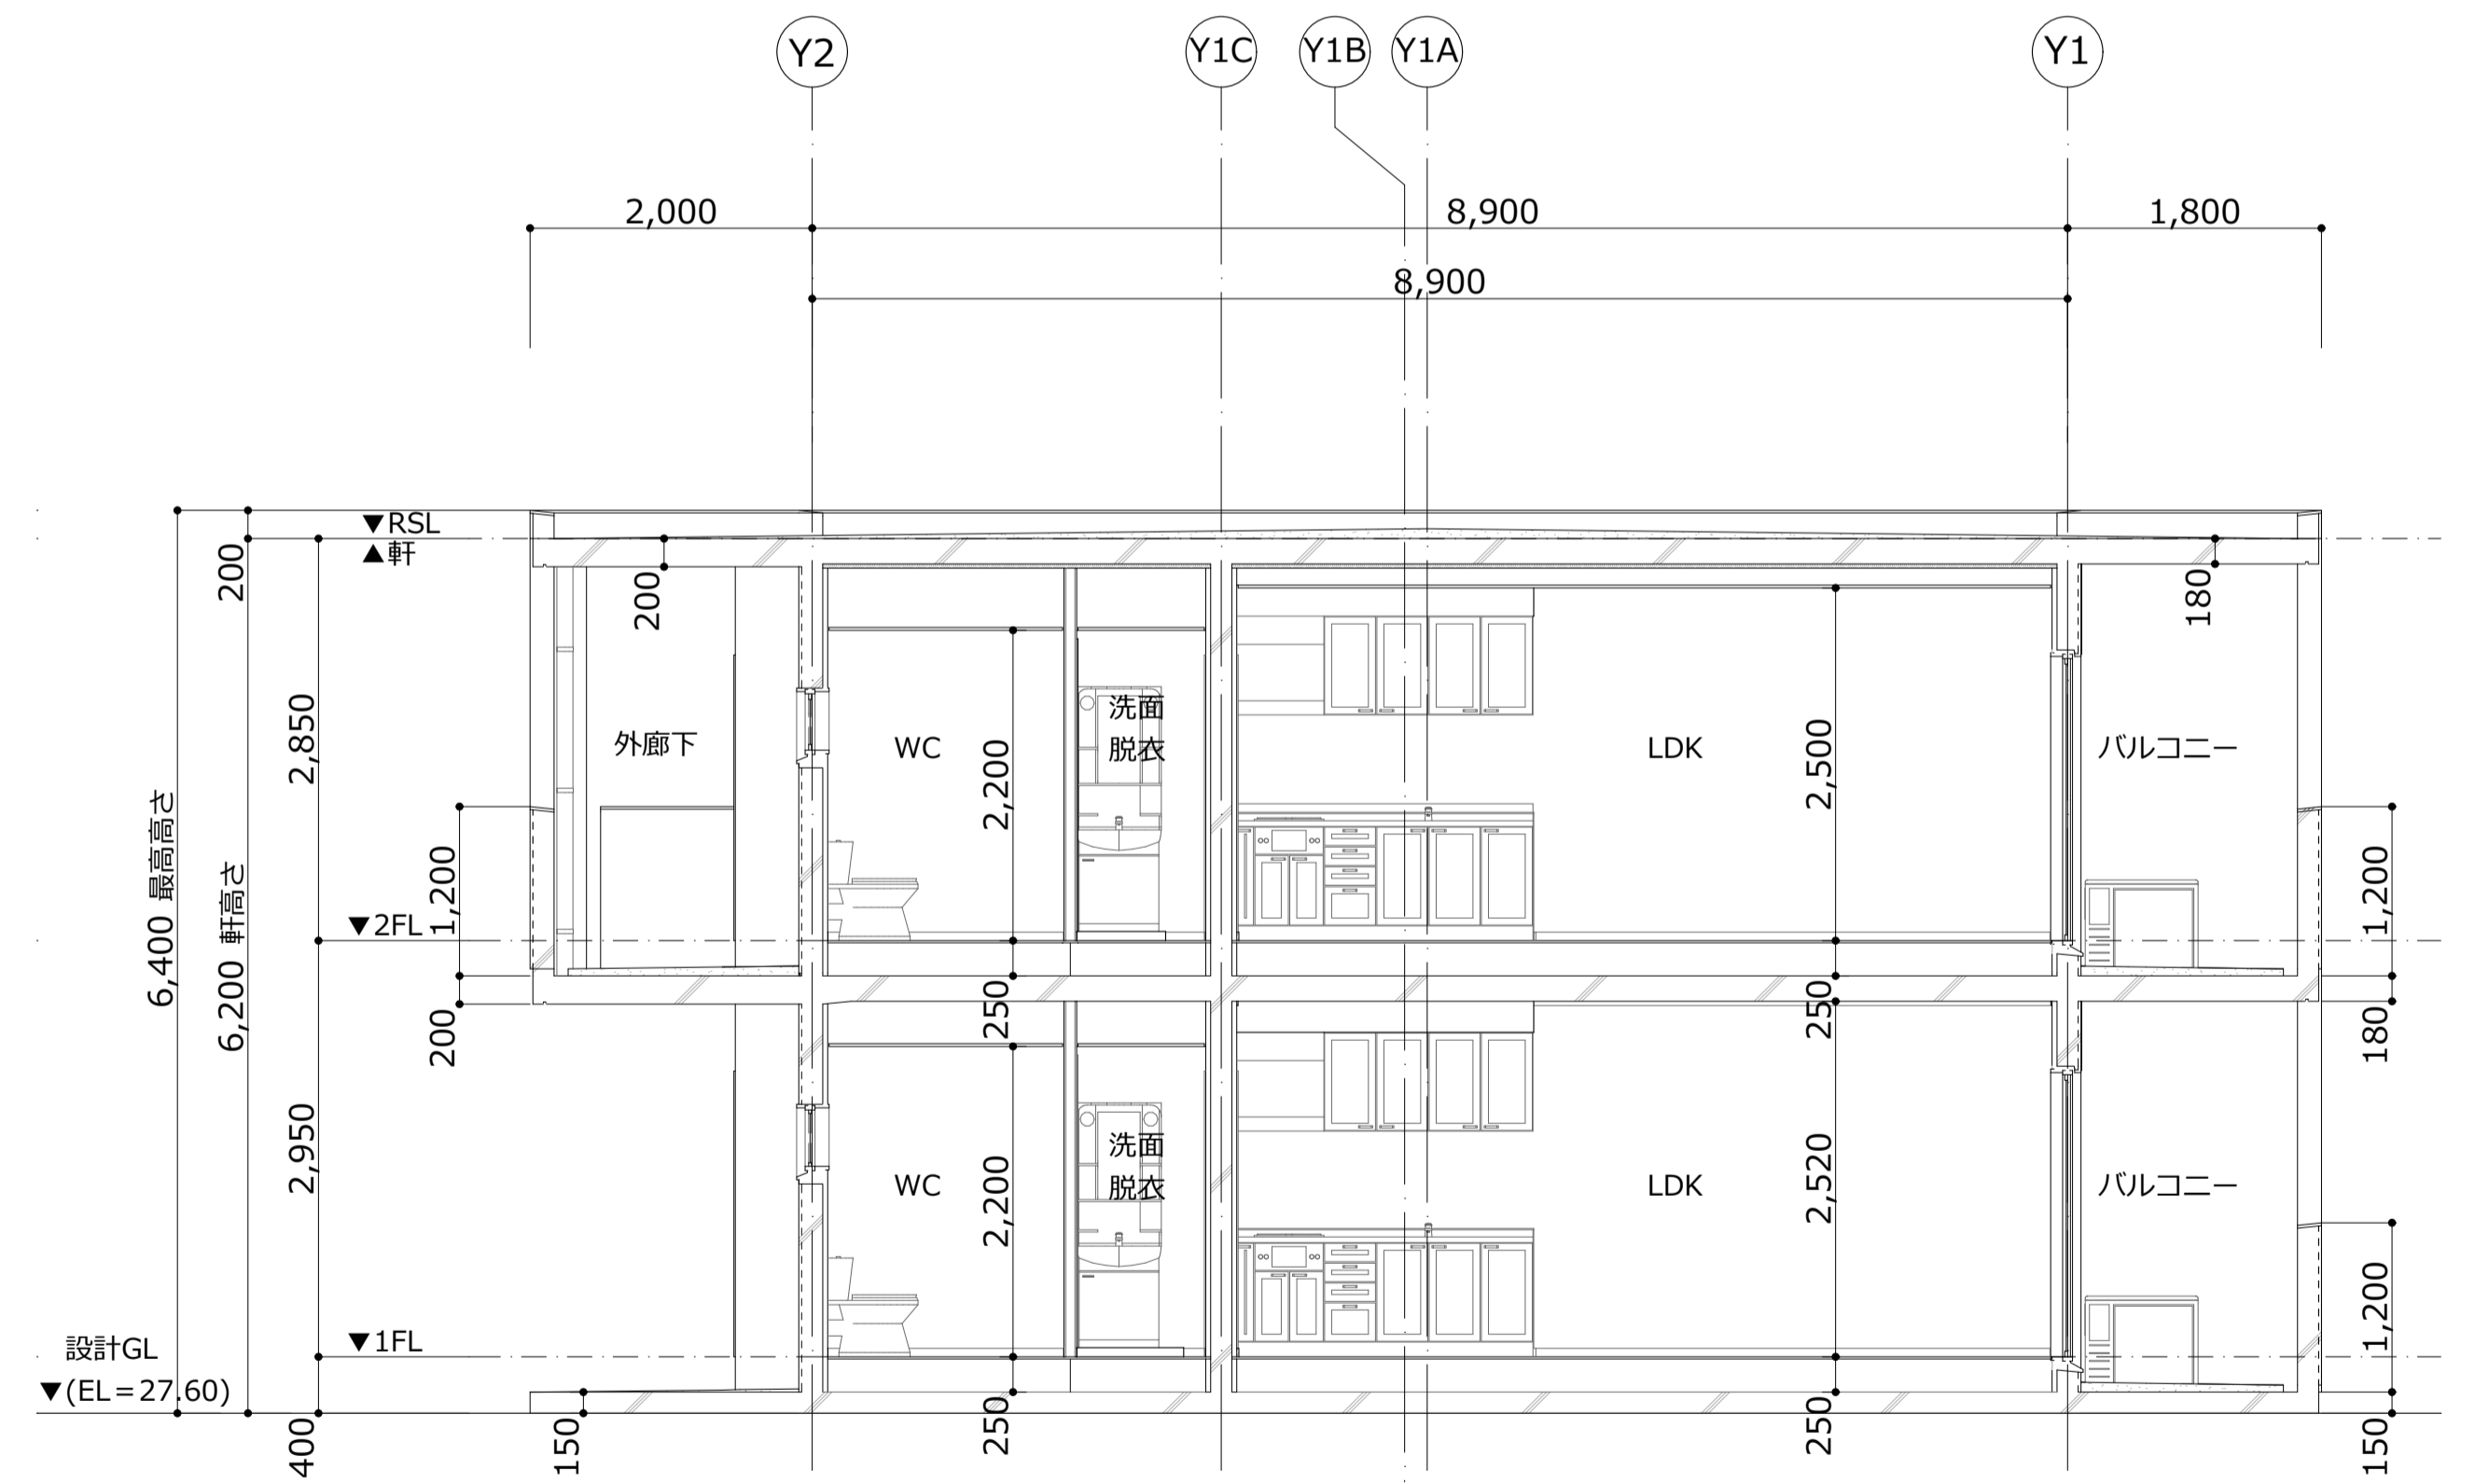 Y2
Y1C
Y1B
Y1A
Y1
2,000
8,900
1,800
8,900
▼RSL
▲軒
200
200
180
2,850
外廊下
WC
2,200
洗面
脱衣
LDK
2,500
バルコニー
6,400 最高高さ
6,200 軒高さ
1,200
1,200
▼2FL
200
250
250
180
2,950
WC
2,200
洗面
脱衣
LDK
2,520
バルコニー
1,200
▼1FL
設計GL
▼(EL=27.60)
400
150
250
250
150